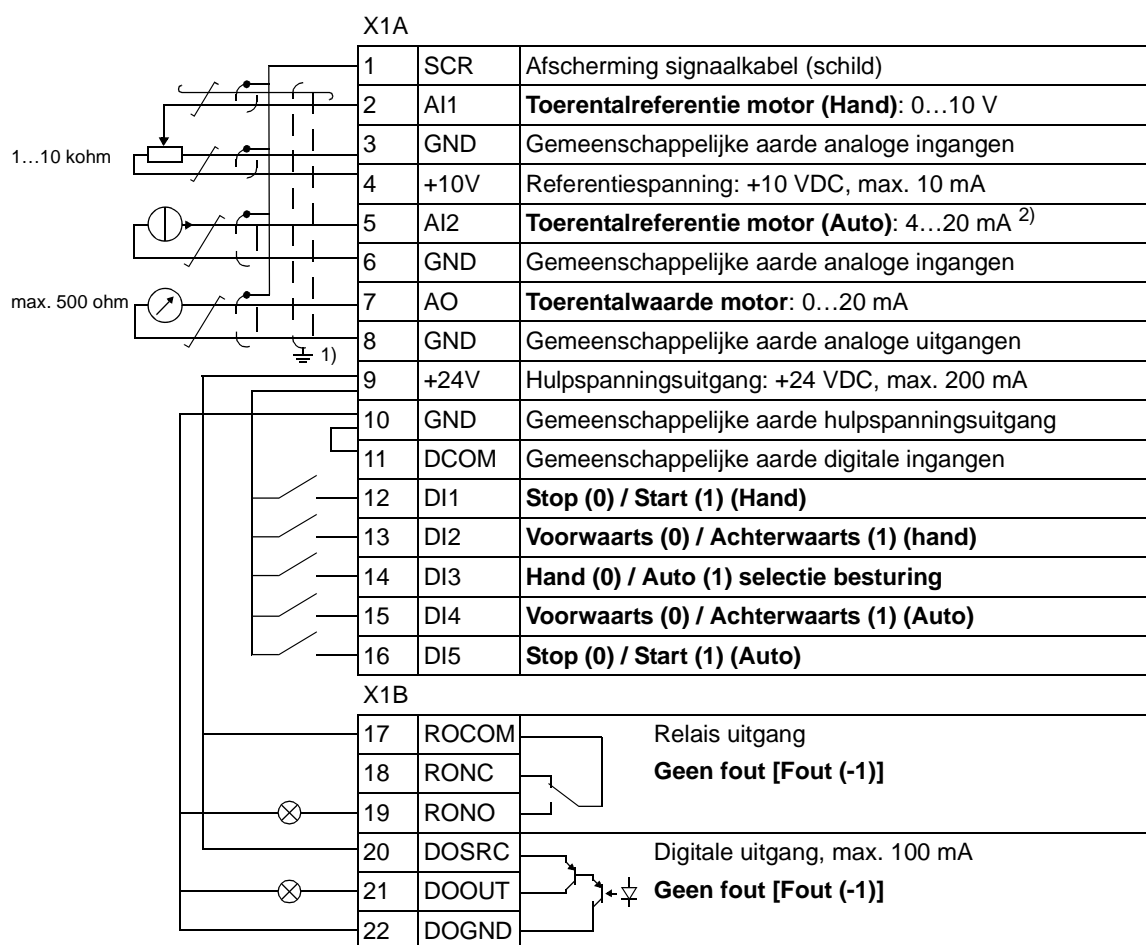 X1A
1 SCR Afscherming signaalkabel (schild)
2 AI1 Toerentalreferentie motor (Hand): 0…10 V
3 GND Gemeenschappelijke aarde analoge ingangen
1…10 kohm
4 +10V Referentiespanning: +10 VDC, max. 10 mA
5 AI2 Toerentalreferentie motor (Auto): 4…20 mA 2)
6 GND Gemeenschappelijke aarde analoge ingangen
max. 500 ohm
7 AO Toerentalwaarde motor: 0…20 mA
8 GND Gemeenschappelijke aarde analoge uitgangen
1)
9 +24V Hulpspanningsuitgang: +24 VDC, max. 200 mA
10 GND Gemeenschappelijke aarde hulpspanningsuitgang
11 DCOM Gemeenschappelijke aarde digitale ingangen
12 DI1 Stop (0) / Start (1) (Hand)
13 DI2 Voorwaarts (0) / Achterwaarts (1) (hand)
14 DI3 Hand (0) / Auto (1) selectie besturing
15 DI4 Voorwaarts (0) / Achterwaarts (1) (Auto)
16 DI5 Stop (0) / Start (1) (Auto)
X1B
17 ROCOM Relais uitgang
18 RONC Geen fout [Fout (-1)]
19 RONO
20 DOSRC Digitale uitgang, max. 100 mA
21 DOOUT Geen fout [Fout (-1)]
22 DOGND